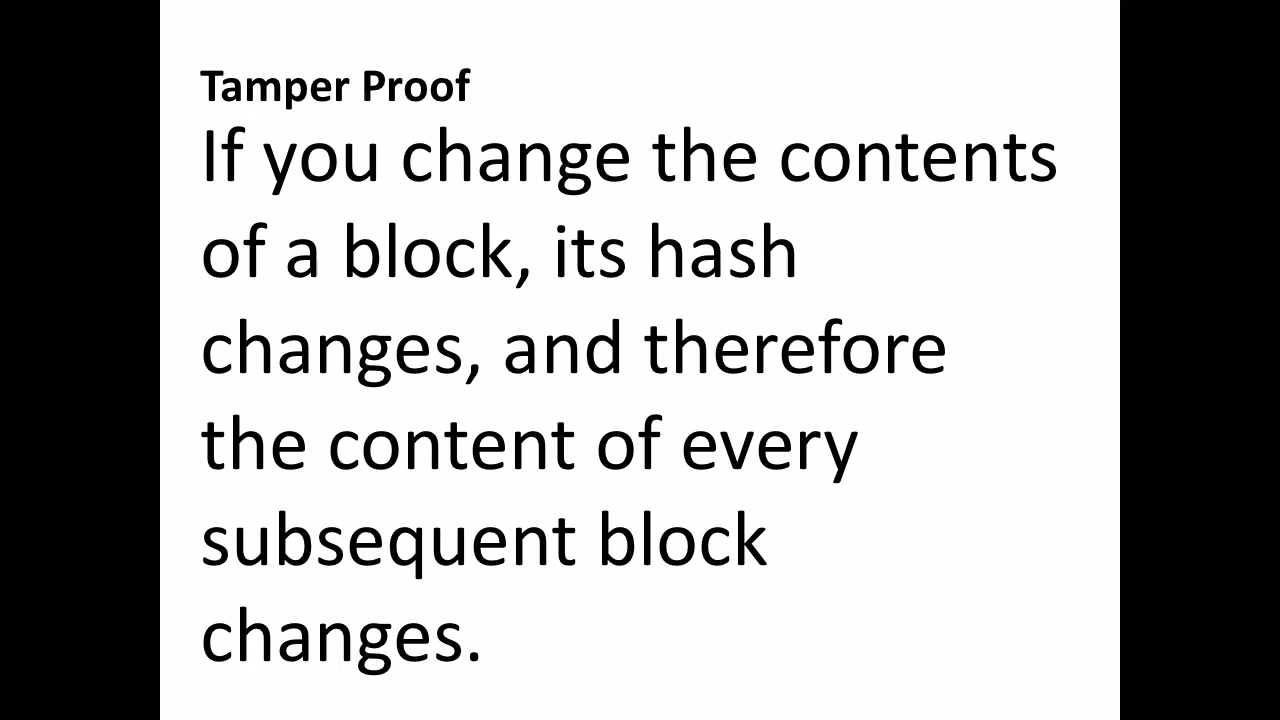 Tamper Proof
If you change the contents
of a block, its hash
changes, and therefore
the content of every
subsequent block
changes.